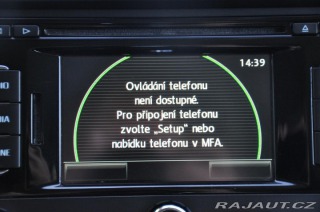 14:39
Ovládání telefonu
není dostupné.
Pro připojení telefonu
zvolte „Setup" nebo
nabídku telefonu v MFA.
RAJAUT.CZ